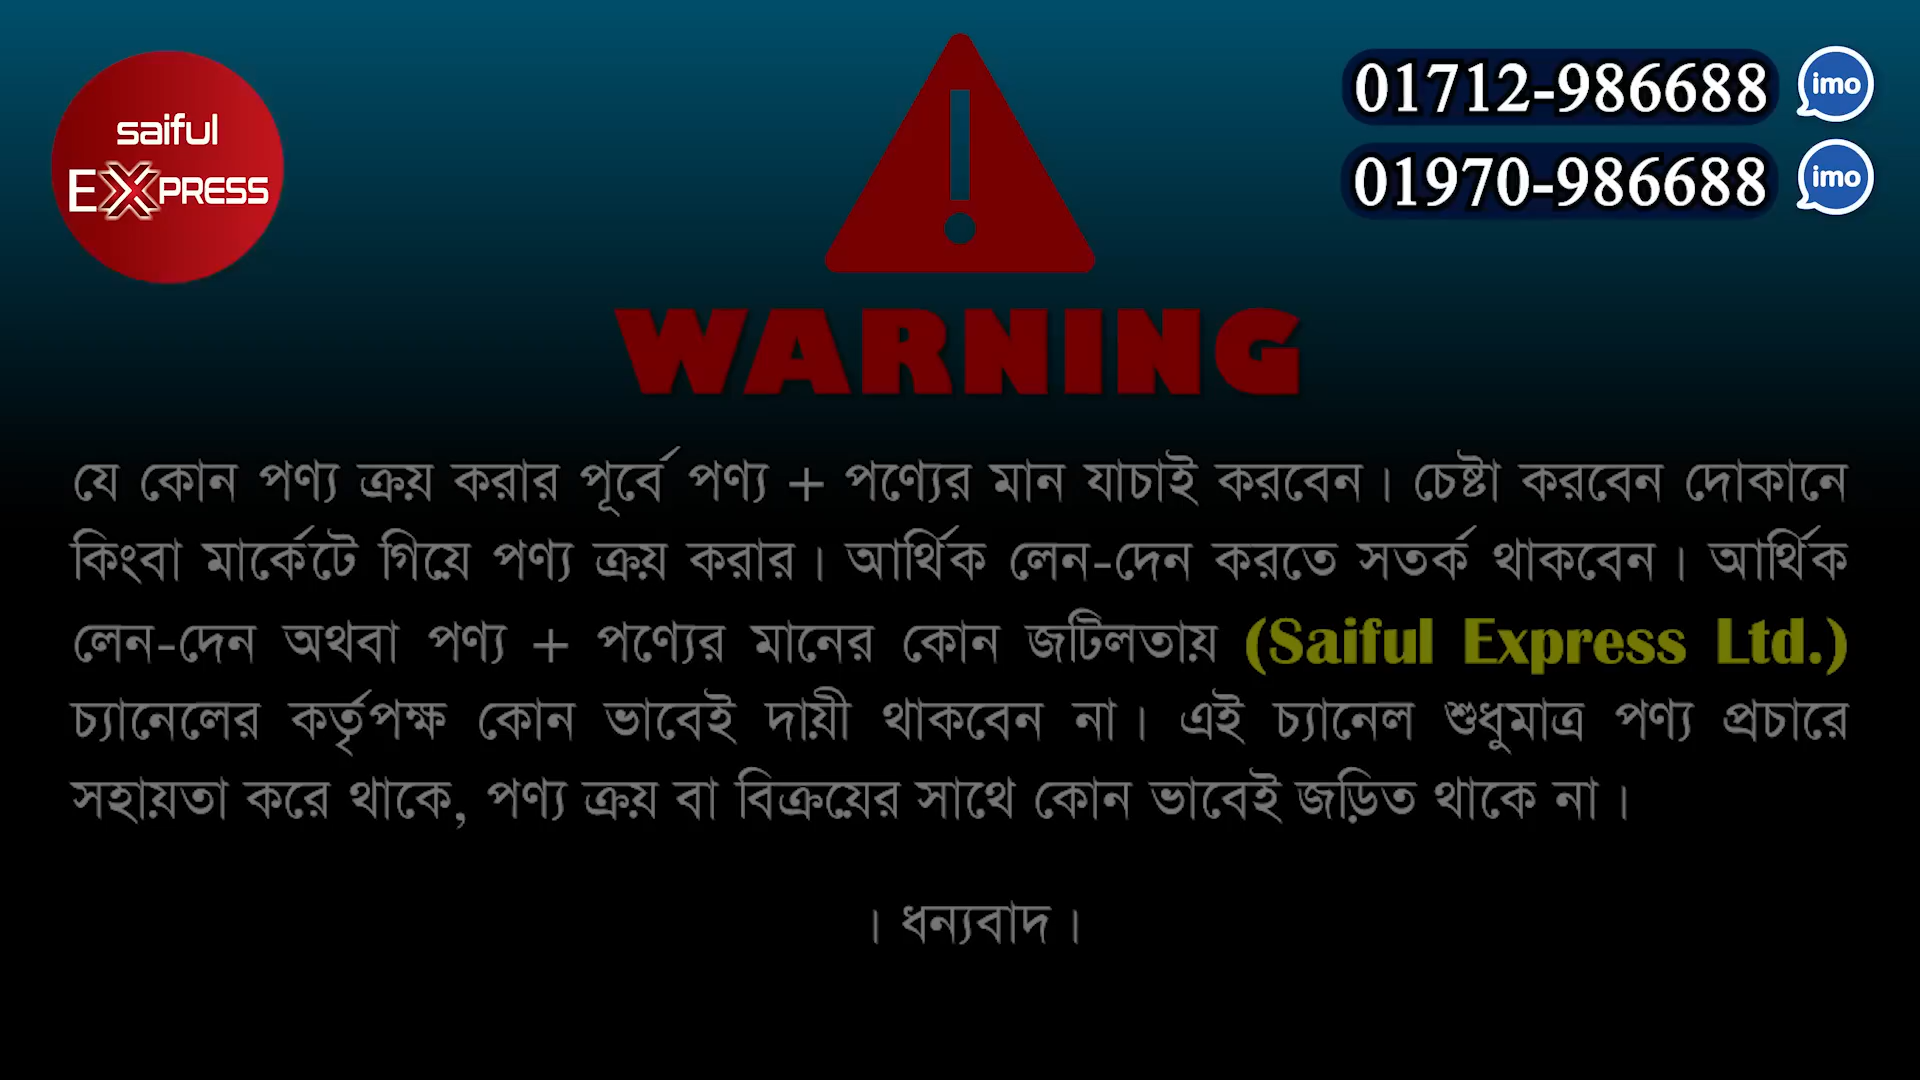 saiful
EXPRESS
01712-986688
imo
01970-986688
imo
WARNING
যে কোন পণ্য ক্রয় করার পূর্বে পণ্য + পণ্যের মান যাচাই করবেন। চেষ্টা করবেন দোকানে
কিংবা মার্কেটে গিয়ে পণ্য ক্রয় করার। আর্থিক লেন-দেন করতে সতর্ক থাকবেন। আর্থিক
লেন-দেন অথবা পণ্য + পণ্যের মানের কোন জটিলতায় (Saiful Express Ltd.)
চ্যানেলের কর্তৃপক্ষ কোন ভাবেই দায়ী থাকবেন না। এই চ্যানেল শুধুমাত্র পণ্য প্রচারে
সহায়তা করে থাকে, পণ্য ক্রয় বা বিক্রয়ের সাথে কোন ভাবেই জড়িত থাকে না।
। ধন্যবাদ।